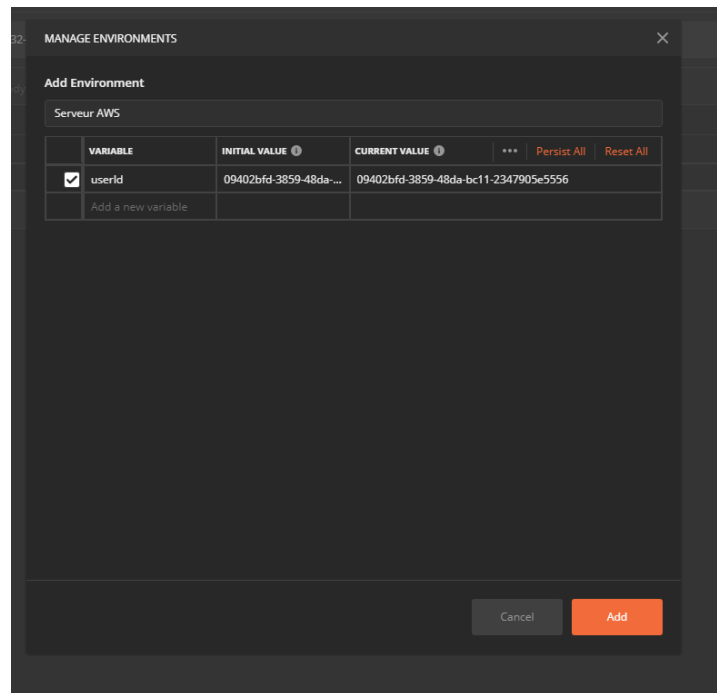 32-
MANAGE ENVIRONMENTS
Add Environment
Serveur AWS
VARIABLE INITIAL VALUE CURRENT VALUE ••• Persist All Reset All
userId 09402bfd-3859-48da-... 09402bfd-3859-48da-bc11-2347905e5556
Add a new variable
Cancel Add